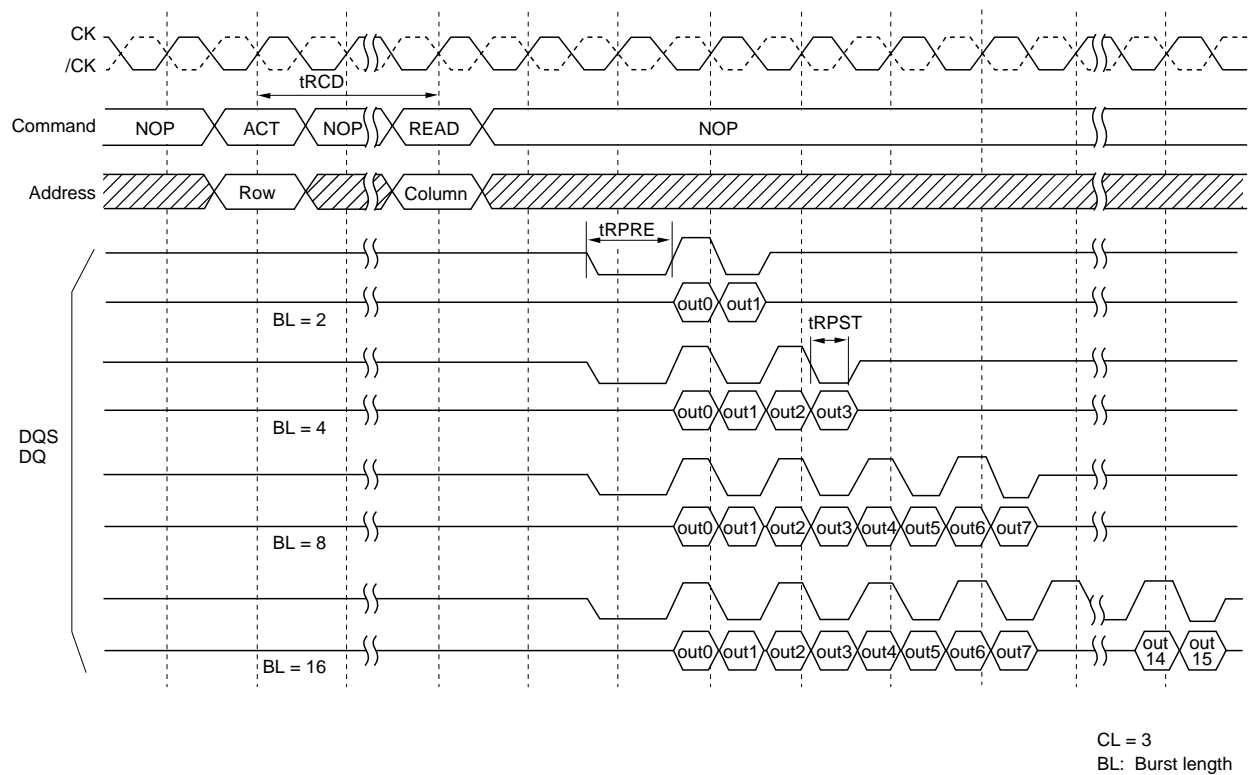 CK
/CK
tRCD
Command NOP ACT NOP READ NOP
Address Row Column
tRPRE
out0 out1
BL = 2
tRPST
out0 out1 out2 out3
BL = 4
DQS
DQ
out0 out1 out2 out3 out4 out5 out6 out7
BL = 8
out0 out1 out2 out3 out4 out5 out6 out7 out 14 out 15
BL = 16
CL = 3
BL: Burst length